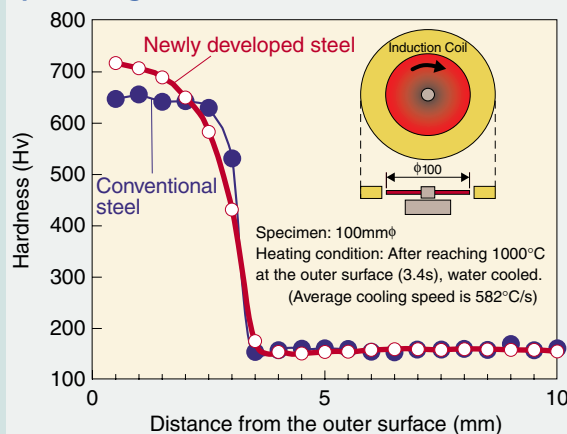 800
700
600
500
400
300
200
100
Hardness (Hv)
Newly developed steel
Conventional
steel
Induction Coil
ϕ100
Specimen: 100mmϕ
Heating condition: After reaching 1000°C
at the outer surface (3.4s), water cooled.
(Average cooling speed is 582°C/s)
0
5
10
Distance from the outer surface (mm)